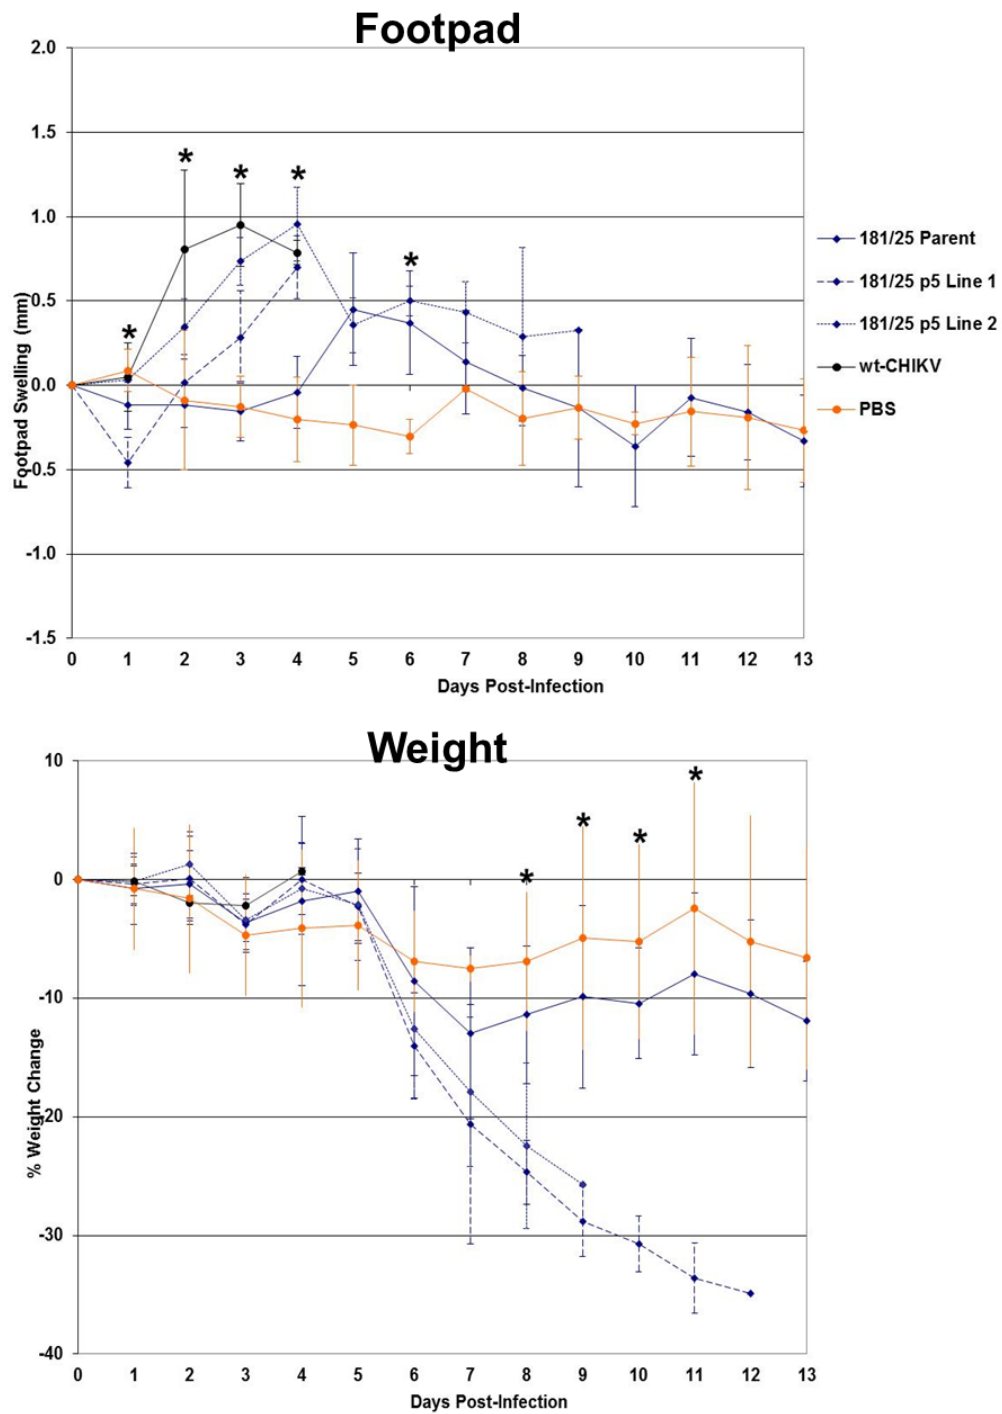 Footpad
2.0
1.5
1.0
0.5
0.0
-0.5
-1.0
-1.5
Footpad Swelling (mm)
* * * * * *
0 1 2 3 4 5 6 7 8 9 10 11 12 13
Days Post-Infection
181/25 Parent
181/25 p5 Line 1
181/25 p5 Line 2
wt-CHIKV
PBS
Weight
10
0
-10
-20
-30
-40
% Weight Change
* * * *
0 1 2 3 4 5 6 7 8 9 10 11 12 13
Days Post-Infection